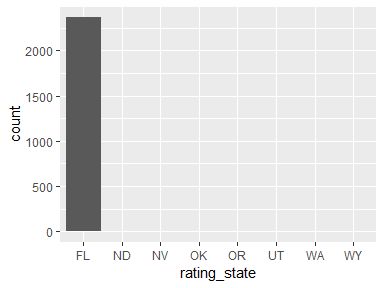 2000
1500
1000
500
0
count
FL ND NV OK OR UT WA WY
rating_state